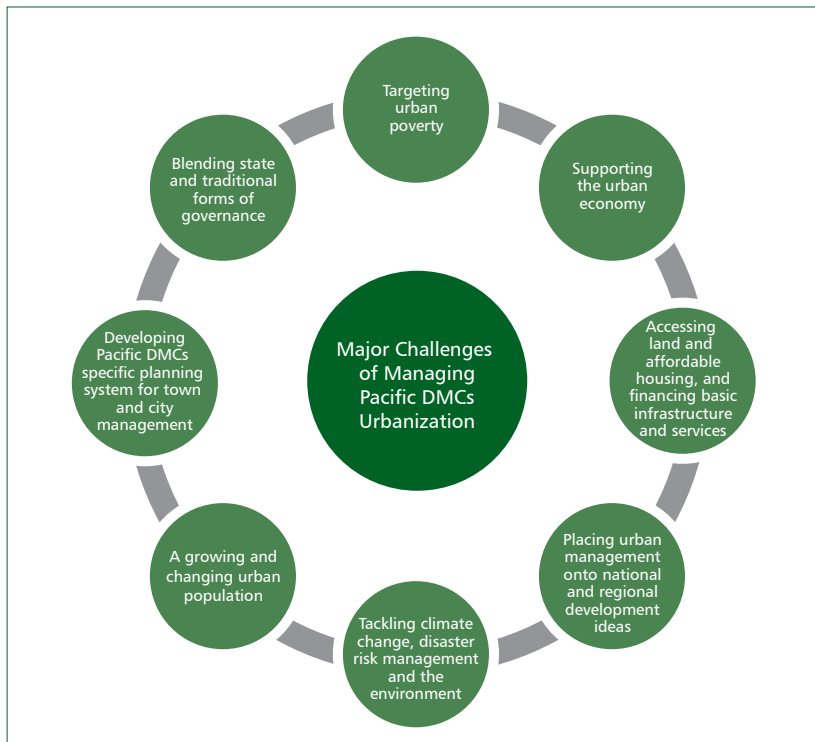 Targeting
urban
poverty
Supporting
the urban
economy
Accessing
land and
affordable
housing, and
financing basic
infrastructure
and services
Placing urban
management
onto national
and regional
development
ideas
Tackling climate
change, disaster
risk management
and the
environment
A growing and
changing urban
population
Developing
Pacific DMCs
specific planning
system for town
and city
management
Blending state
and traditional
forms of
governance
Major Challenges
of Managing
Pacific DMCs
Urbanization